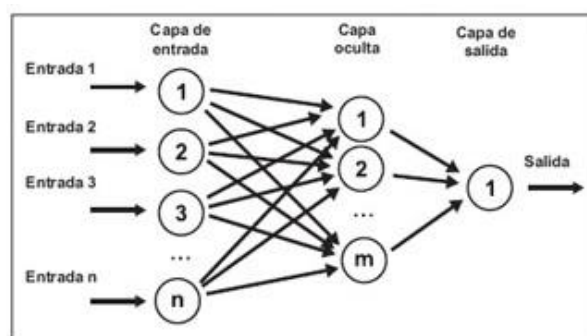 Capa de
entrada
Capa
oculta
Capa de
salida
Entrada 1
1
1
Entrada 2
2
2
Salida
1
Entrada 3
3
...
...
m
Entrada n
n